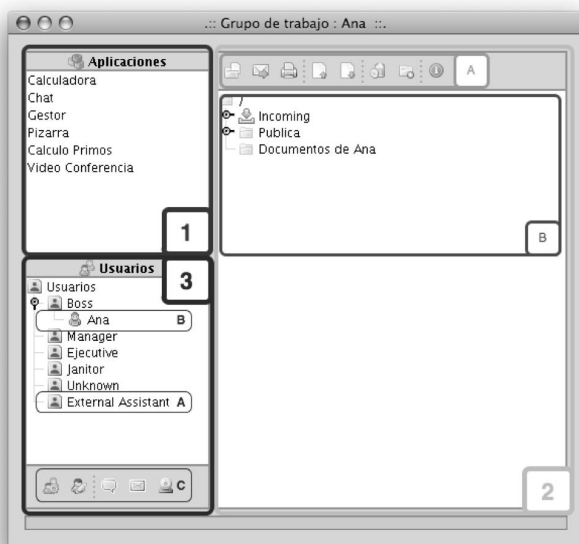 .:: Grupo de trabajo : Ana ::.
Aplicaciones
Calculadora
Chat
Gestor
Pizarra
Calculo Primos
Video Conferencia
1
Usuarios
3
Usuarios
Boss
Ana B
Manager
Ejecutive
Janitor
Unknown
External Assistant A
C
A
/
Incoming
Publica
Documentos de Ana
B
2